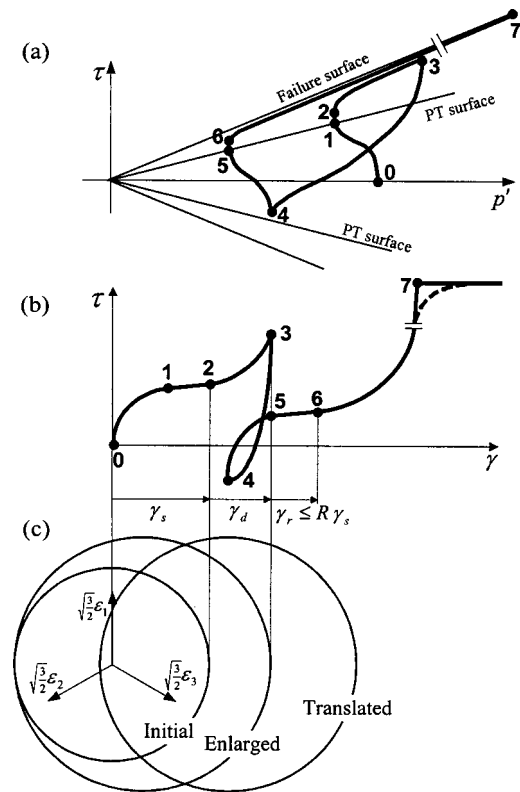 (a)
τ
Failure surface
7
3
2
PT surface
1
6
5
0
4
p'
PT surface
(b)
τ
7
3
1
2
5
6
0
4
γ
γs
γd
γr ≤ R γs
(c)
√3/2 ε1
√3/2 ε2
√3/2 ε3
Initial
Enlarged
Translated